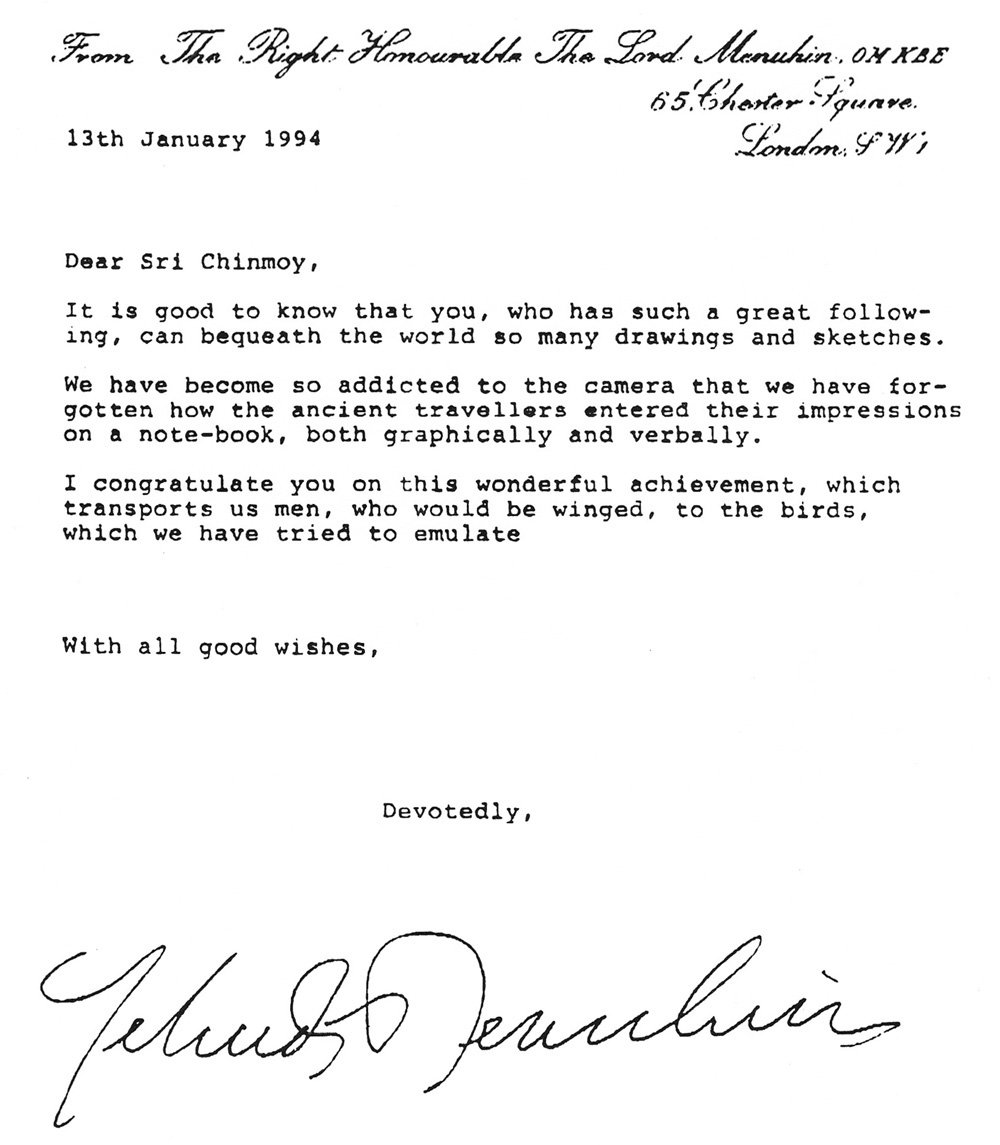 From The Right Honourable The Lord Menuhin, OM KBE
65, Chester Square,
London, SW1
13th January 1994
Dear Sri Chinmoy,
It is good to know that you, who has such a great follow-
ing, can bequeath the world so many drawings and sketches.
We have become so addicted to the camera that we have for-
gotten how the ancient travellers entered their impressions
on a note-book, both graphically and verbally.
I congratulate you on this wonderful achievement, which
transports us men, who would be winged, to the birds,
which we have tried to emulate
With all good wishes,
Devotedly,
Yehudi Menuhin